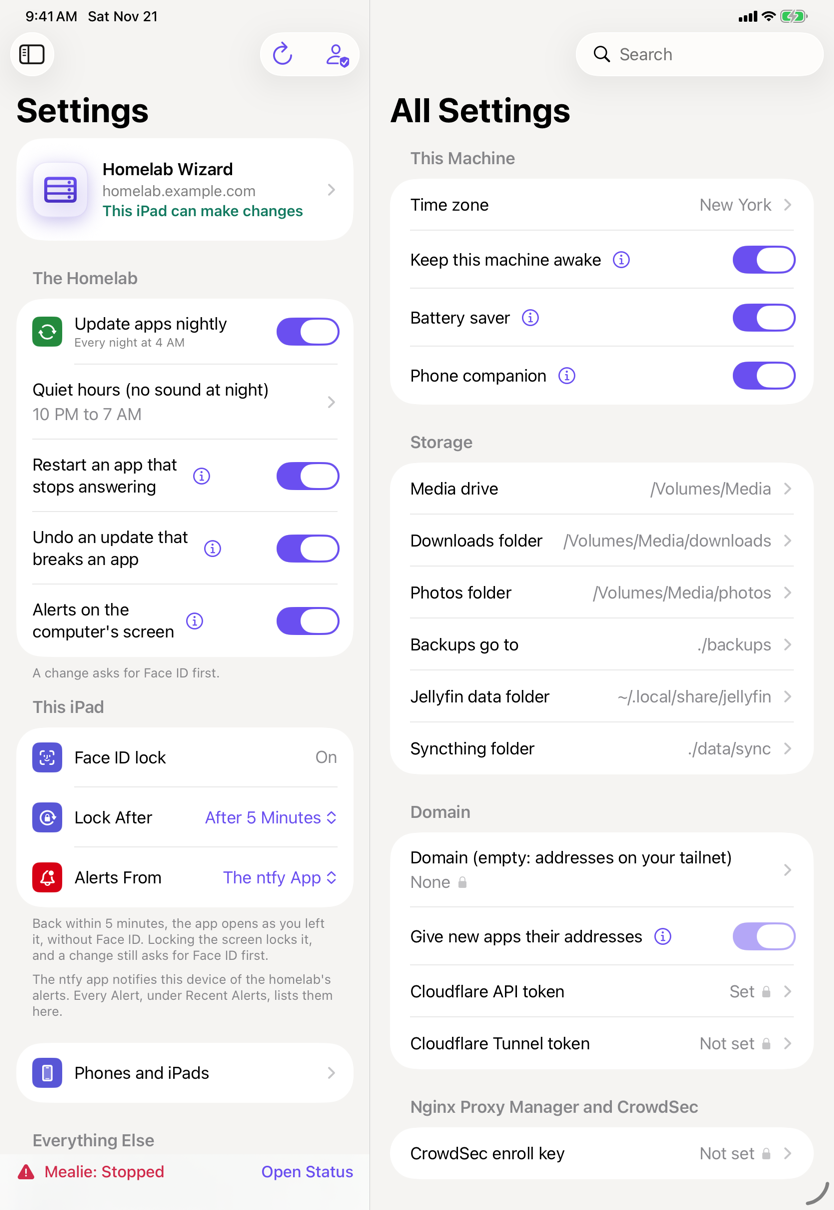 9:41 AM Sat Nov 21
Settings
Homelab Wizard
homelab.example.com
This iPad can make changes
The Homelab
Update apps nightly
Every night at 4 AM
Quiet hours (no sound at night)
10 PM to 7 AM
Restart an app that
stops answering
Undo an update that
breaks an app
Alerts on the
computer's screen
A change asks for Face ID first.
This iPad
Face ID lock On
Lock After After 5 Minutes
Alerts From The ntfy App
Back within 5 minutes, the app opens as you left
it, without Face ID. Locking the screen locks it,
and a change still asks for Face ID first.
The ntfy app notifies this device of the homelab's
alerts. Every Alert, under Recent Alerts, lists them
here.
Phones and iPads
Everything Else
Mealie: Stopped Open Status
Search
All Settings
This Machine
Time zone New York
Keep this machine awake
Battery saver
Phone companion
Storage
Media drive /Volumes/Media
Downloads folder /Volumes/Media/downloads
Photos folder /Volumes/Media/photos
Backups go to ./backups
Jellyfin data folder ~/.local/share/jellyfin
Syncthing folder ./data/sync
Domain
Domain (empty: addresses on your tailnet)
None
Give new apps their addresses
Cloudflare API token Set
Cloudflare Tunnel token Not set
Nginx Proxy Manager and CrowdSec
CrowdSec enroll key Not set